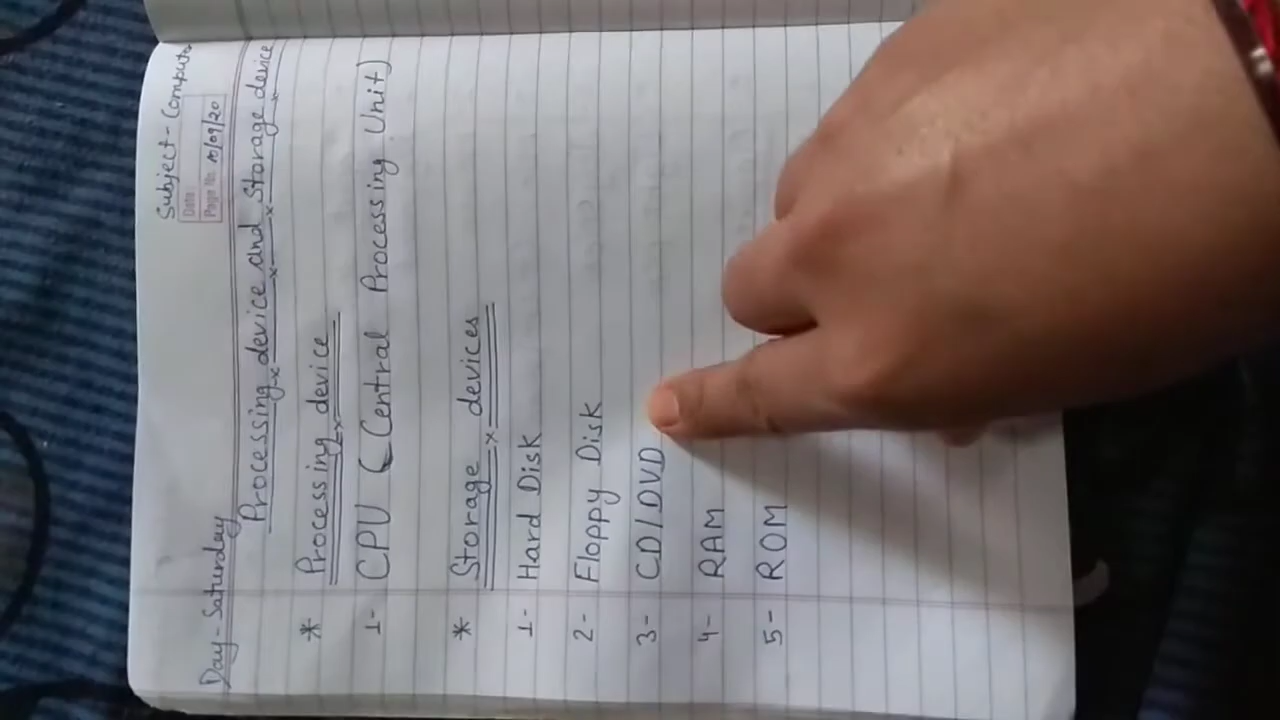 Subject - Computer
Date:
Page No. 10/09/20
Day - Saturday
Processing device and Storage device
* Processing device
1- CPU (Central Processing Unit)
* Storage devices
1- Hard Disk
2- Floppy Disk
3- CD/DVD
4- RAM
5- ROM